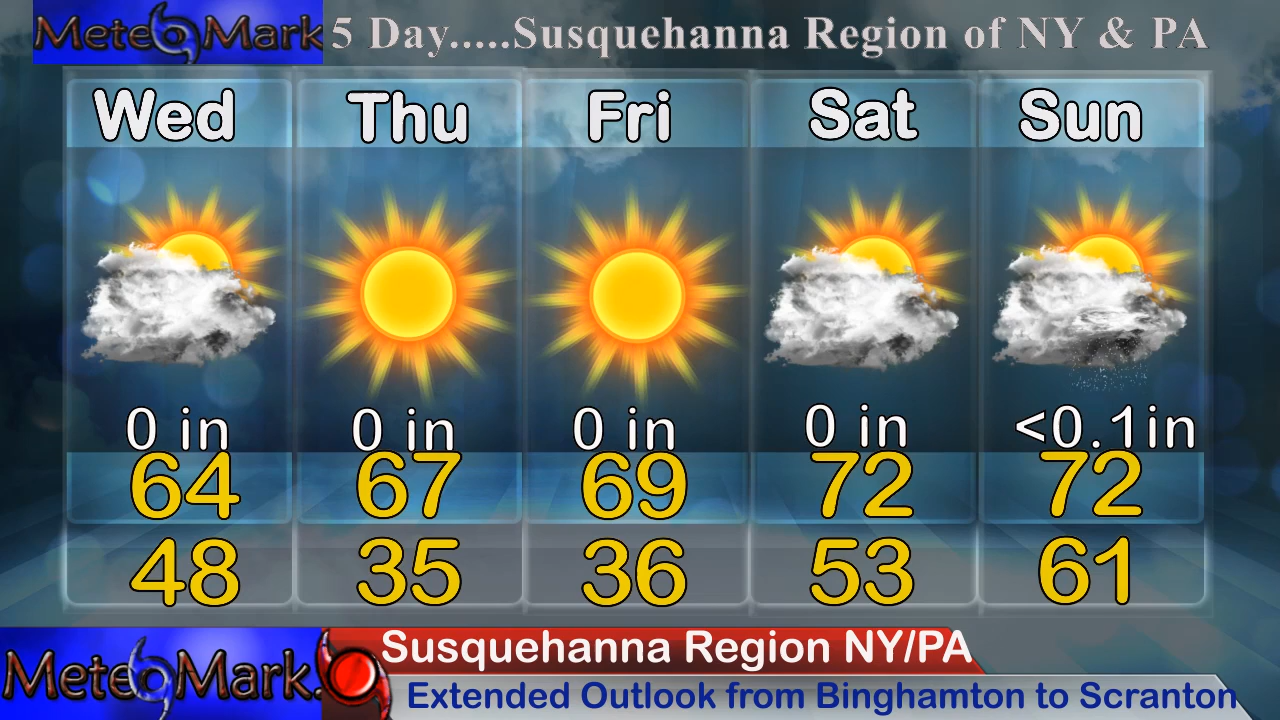 MeteoMark 5 Day.....Susquehanna Region of NY & PA
Wed Thu Fri Sat Sun
0 in 0 in 0 in 0 in <0.1in
64 67 69 72 72
48 35 36 53 61
Susquehanna Region NY/PA
MeteoMark.
Extended Outlook from Binghamton to Scranton